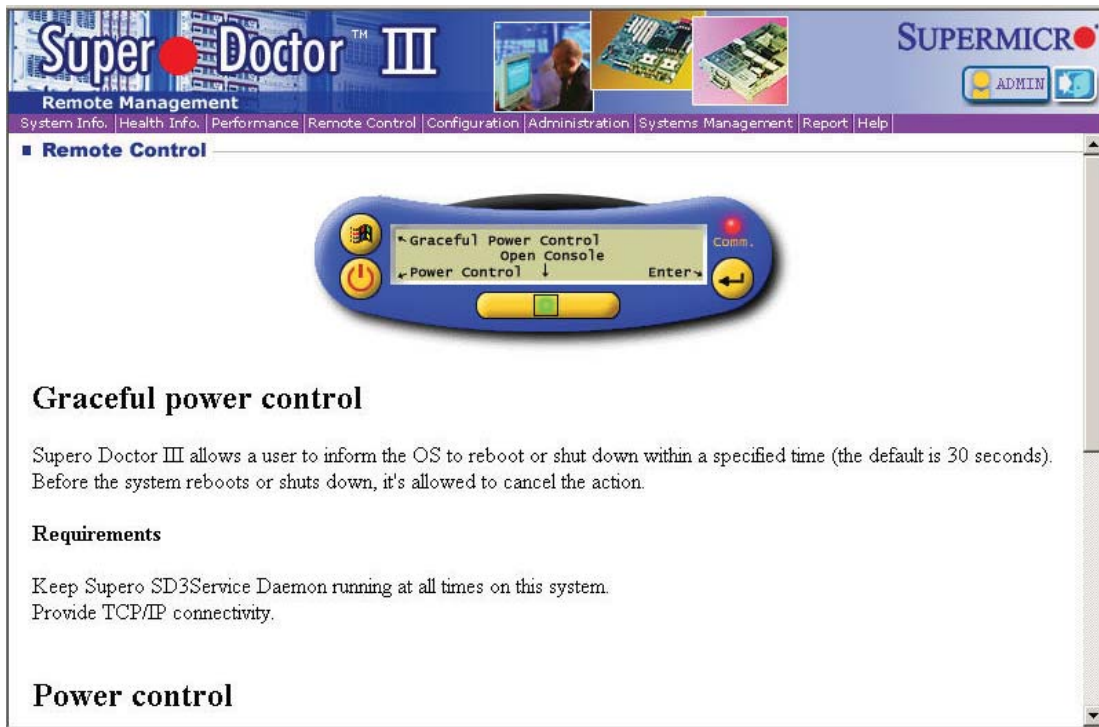 Super Doctor™ III
SUPERMICRO
ADMIN
Remote Management
System Info. | Health Info. | Performance | Remote Control | Configuration | Administration | Systems Management | Report | Help
Remote Control
Graceful Power Control
Open Console
Power Control
Enter
Comm.
Graceful power control
Supero Doctor III allows a user to inform the OS to reboot or shut down within a specified time (the default is 30 seconds).
Before the system reboots or shuts down, it's allowed to cancel the action.
Requirements
Keep Supero SD3Service Daemon running at all times on this system.
Provide TCP/IP connectivity.
Power control